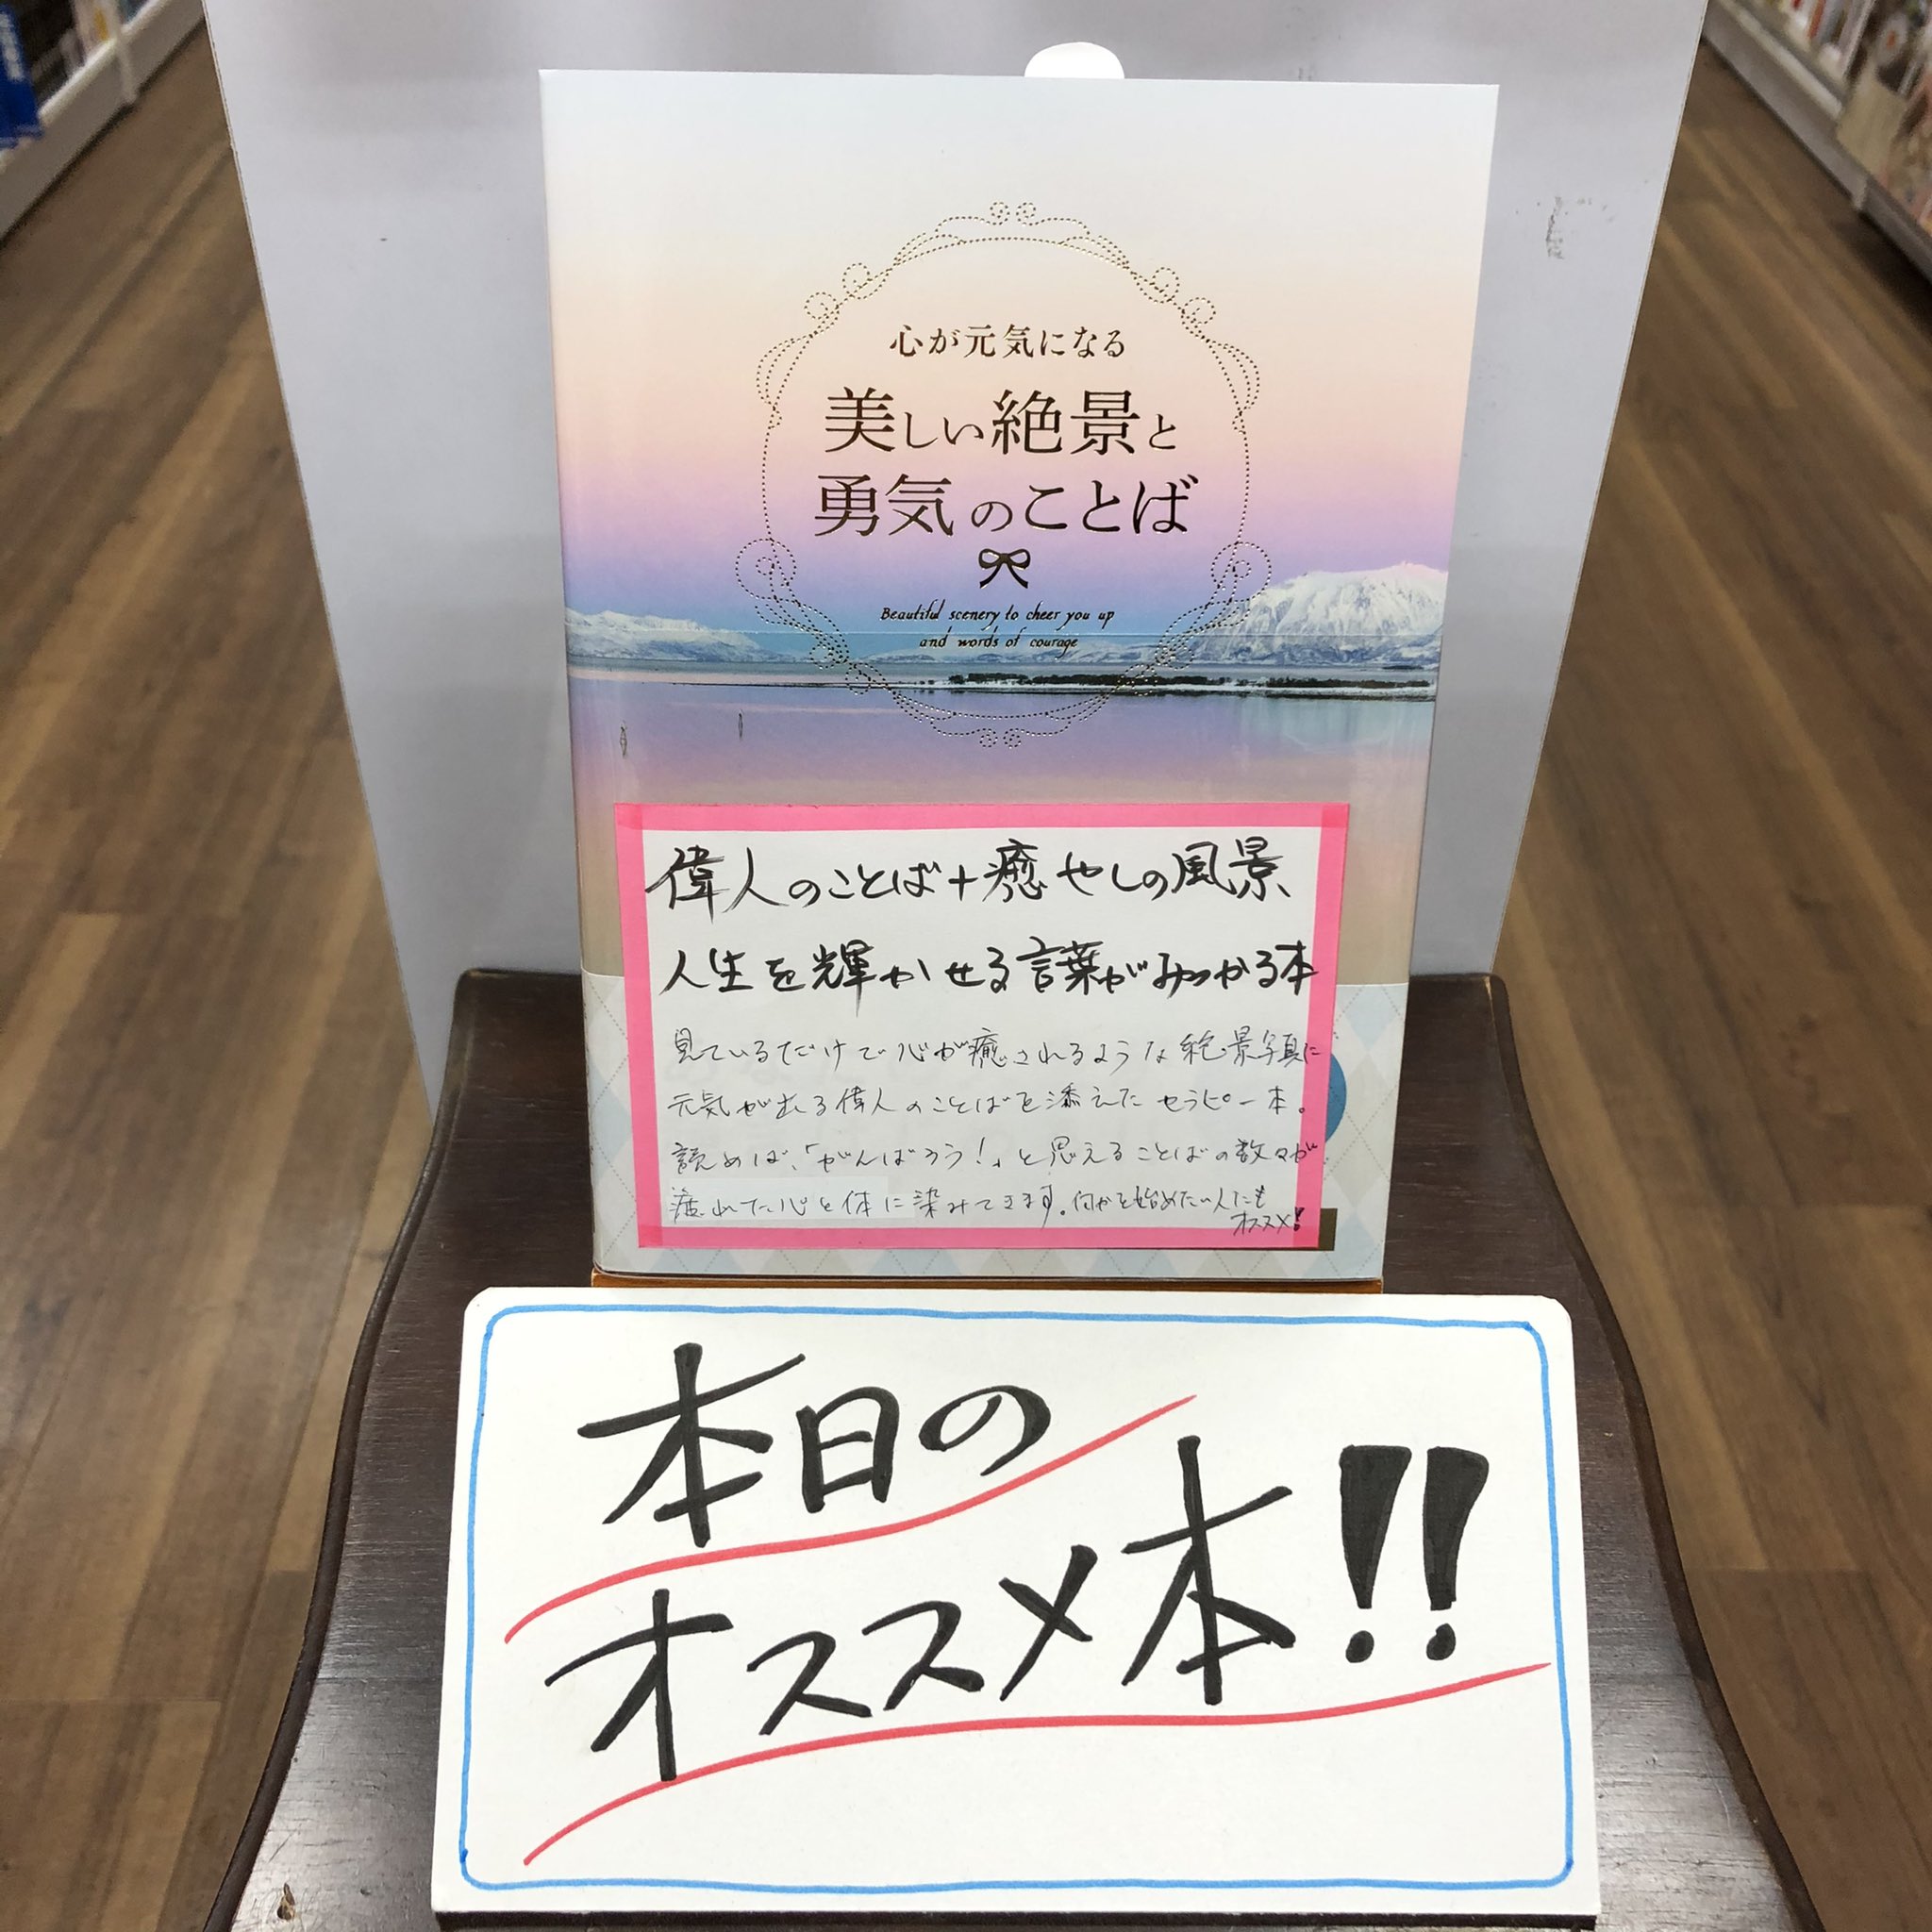 心が元気になる
美しい絶景と
勇気のことば
Beautiful scenery to cheer you up
and words of courage
偉人のことば+癒やしの風景
人生を輝かせる言葉がみつかる本
見ているだけで心が癒されるような絶景写真に
元気が出る偉人のことばを添えたセラピー本。
読めば、「がんばろう!」と思えることばの数々が
疲れた心と体に染みてきます。何かを始めたい人にも
オススメ!!
本日の
オススメ本!!